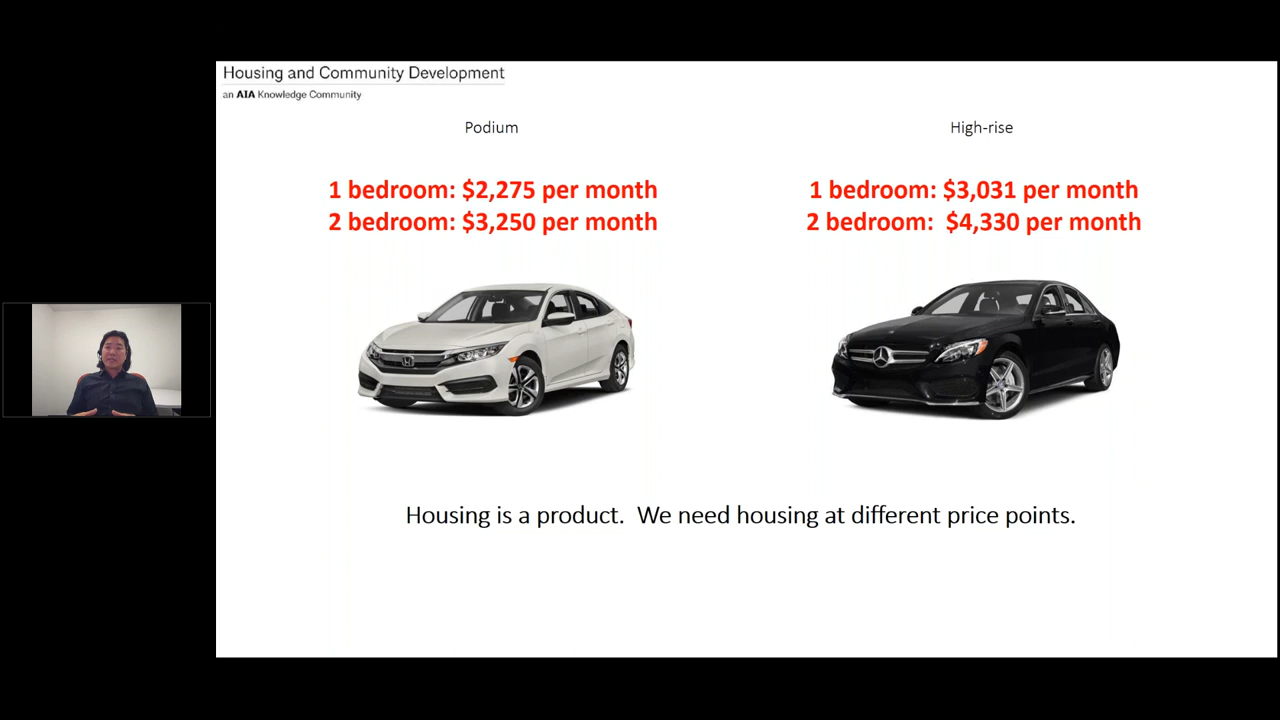 Housing and Community Development
an AIA Knowledge Community
Podium
1 bedroom: $2,275 per month
2 bedroom: $3,250 per month
High-rise
1 bedroom: $3,031 per month
2 bedroom: $4,330 per month
Housing is a product. We need housing at different price points.